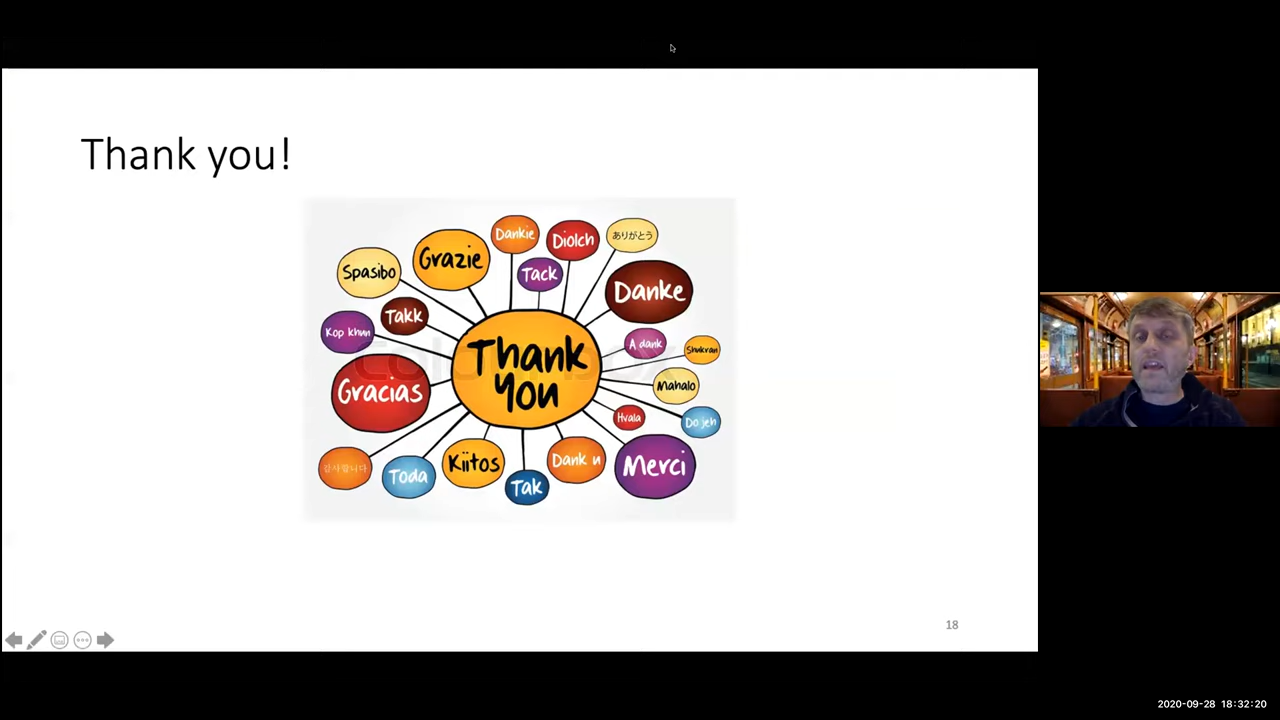 Thank you!
Dankie
Diolch
ありがとう
Grazie
Tack
Spasibo
Danke
Takk
Kop khun
A dank
Shukran
Thank
you
Mahalo
Gracias
Hvala
Do jeh
감사합니다
Toda
Kiitos
Dank u
Merci
Tak
18
2020-09-28 18:32:20